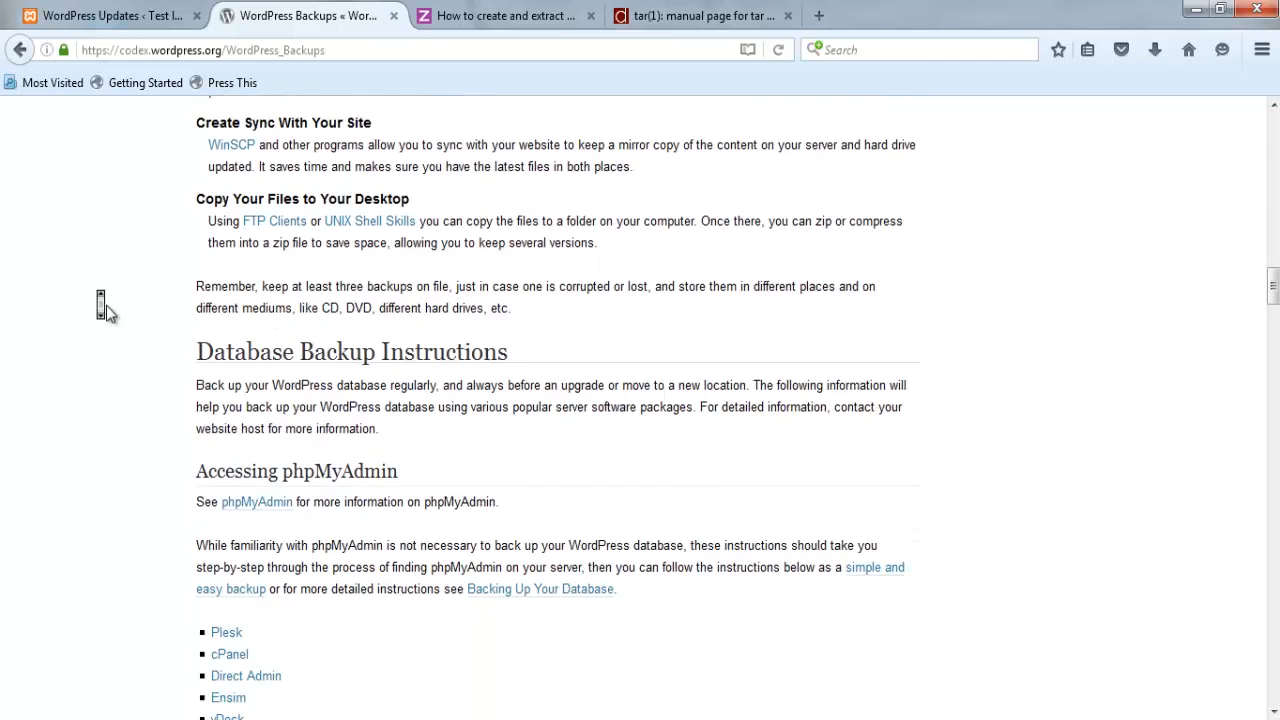 WordPress Updates ‹ Test I...
WordPress Backups « Wor...
How to create and extract ...
tar(1): manual page for tar ...
https://codex.wordpress.org/WordPress_Backups
Search
Most Visited
Getting Started
Press This
Create Sync With Your Site
WinSCP and other programs allow you to sync with your website to keep a mirror copy of the content on your server and hard drive
updated. It saves time and makes sure you have the latest files in both places.
Copy Your Files to Your Desktop
Using FTP Clients or UNIX Shell Skills you can copy the files to a folder on your computer. Once there, you can zip or compress
them into a zip file to save space, allowing you to keep several versions.
Remember, keep at least three backups on file, just in case one is corrupted or lost, and store them in different places and on
different mediums, like CD, DVD, different hard drives, etc.
Database Backup Instructions
Back up your WordPress database regularly, and always before an upgrade or move to a new location. The following information will
help you back up your WordPress database using various popular server software packages. For detailed information, contact your
website host for more information.
Accessing phpMyAdmin
See phpMyAdmin for more information on phpMyAdmin.
While familiarity with phpMyAdmin is not necessary to back up your WordPress database, these instructions should take you
step-by-step through the process of finding phpMyAdmin on your server, then you can follow the instructions below as a simple and
easy backup or for more detailed instructions see Backing Up Your Database.
Plesk
cPanel
Direct Admin
Ensim
vDesk